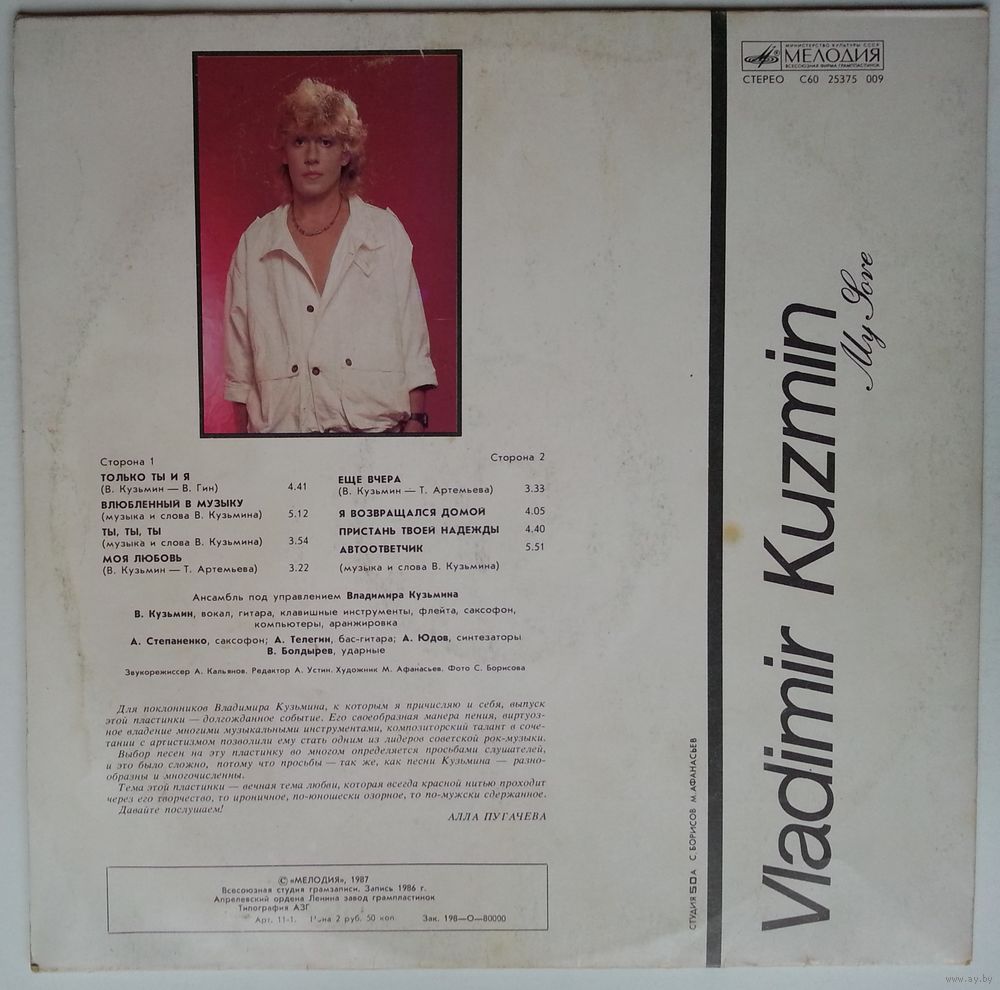 МИНИСТЕРСТВО КУЛЬТУРЫ СССР
МЕЛОДИЯ
ВСЕСОЮЗНАЯ ФИРМА ГРАМПЛАСТИНОК
СТЕРЕО С60 25375 009
Vladimir Kuzmin
My Love
Сторона 1
ТОЛЬКО ТЫ И Я
(В. Кузьмин — В. Гин) 4.41
ВЛЮБЛЕННЫЙ В МУЗЫКУ
(музыка и слова В. Кузьмина) 5.12
ТЫ, ТЫ, ТЫ
(музыка и слова В. Кузьмина) 3.54
МОЯ ЛЮБОВЬ
(В. Кузьмин — Т. Артемьева) 3.22
Сторона 2
ЕЩЕ ВЧЕРА
(В. Кузьмин — Т. Артемьева) 3.33
Я ВОЗВРАЩАЛСЯ ДОМОЙ 4.05
ПРИСТАНЬ ТВОЕЙ НАДЕЖДЫ 4.40
АВТООТВЕТЧИК 5.51
(музыка и слова В. Кузьмина)
Ансамбль под управлением Владимира Кузьмина
В. Кузьмин, вокал, гитара, клавишные инструменты, флейта, саксофон,
компьютеры, аранжировка
А. Степаненко, саксофон; А. Телегин, бас-гитара; А. Юдов, синтезаторы
В. Болдырев, ударные
Звукорежиссер А. Кальянов. Редактор А. Устин. Художник М. Афанасьев. Фото С. Борисова
Для поклонников Владимира Кузьмина, к которым я причисляю и себя, выпуск
этой пластинки — долгожданное событие. Его своеобразная манера пения, виртуоз-
ное владение многими музыкальными инструментами, композиторский талант в соче-
тании с артистизмом позволили ему стать одним из лидеров советской рок-музыки.
Выбор песен на эту пластинку во многом определяется просьбами слушателей,
и это было сложно, потому что просьбы — так же, как песни Кузьмина — разно-
образны и многочисленны.
Тема этой пластинки — вечная тема любви, которая всегда красной нитью проходит
через его творчество, то ироничное, по-юношески озорное, то по-мужски сдержанное.
Давайте послушаем!
АЛЛА ПУГАЧЕВА
© «МЕЛОДИЯ», 1987
Всесоюзная студия грамзаписи. Запись 1986 г.
Апрелевский ордена Ленина завод грампластинок
Типография АЗГ
Арт. 11-1. Цена 2 руб. 50 коп Зак. 198—О—80000
СТУДИЯ 50А С. БОРИСОВ М. АФАНАСЬЕВ
www.ay.by